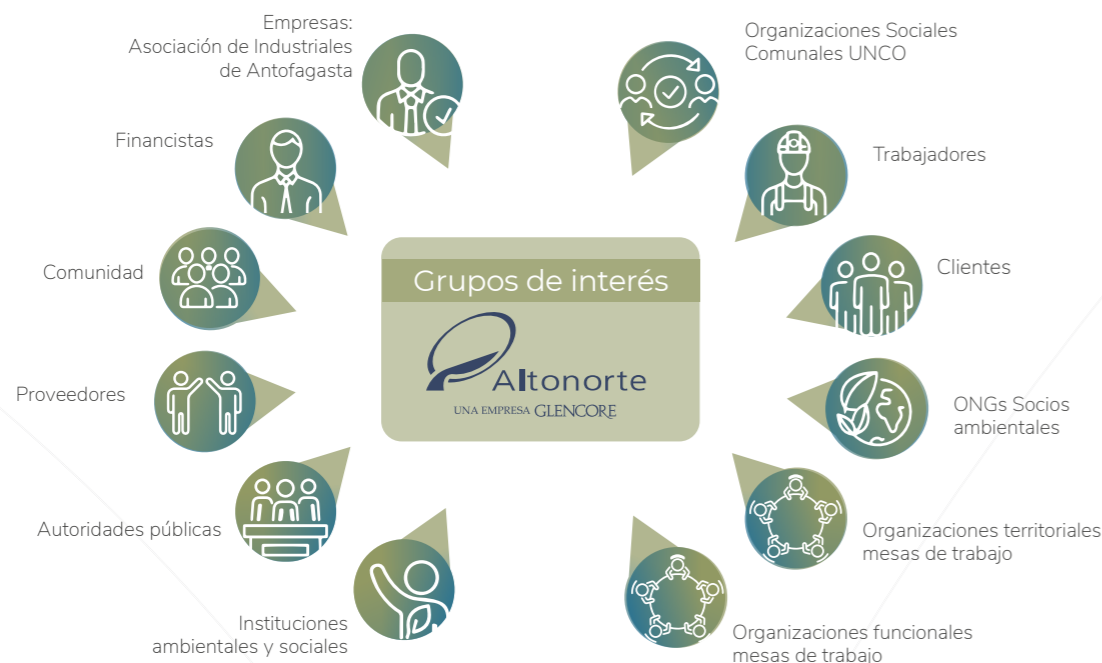 Empresas:
Asociación de Industriales
de Antofagasta
Organizaciones Sociales
Comunales UNCO
Financistas
Trabajadores
Comunidad
Clientes
Grupos de interés
Altonorte
UNA EMPRESA GLENCORE
Proveedores
ONGs Socios
ambientales
Autoridades públicas
Organizaciones territoriales
mesas de trabajo
Instituciones
ambientales y sociales
Organizaciones funcionales
mesas de trabajo